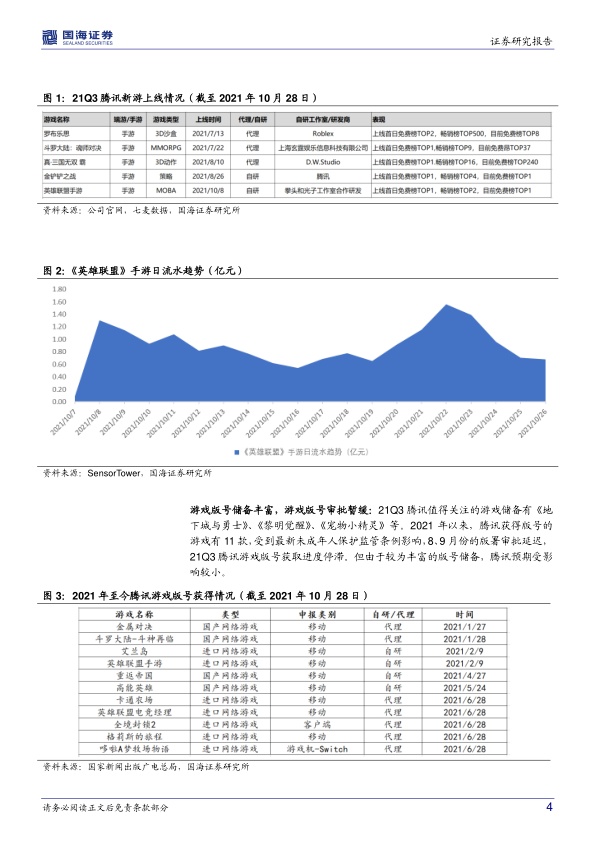 国海证券
SEALAND SECURITIES
证券研究报告
图 1：21Q3 腾讯新游上线情况（截至 2021 年 10 月 28 日）
游戏名称 端游/手游 游戏类型 上线时间 代理/自研 自研工作室/研发商 表现
罗布乐思 手游 3D沙盒 2021/7/13 代理 Roblex 上线首日免费榜TOP2，畅销榜TOP500、目前免费榜TOP8
斗罗大陆：魂师对决 手游 MMORPG 2021/7/22 代理 上海玄霆娱乐信息科技有限公司 上线首日免费榜TOP1,畅销榜TOP9，目前免费榜TOP37
真·三国无双 霸 手游 3D动作 2021/8/10 代理 D.W.Studio 上线首日免费榜TOP1.畅销榜TOP16，目前免费榜TOP240
金铲铲之战 手游 策略 2021/8/26 自研 腾讯 上线首日免费榜TOP1，畅销榜TOP4，目前免费榜TOP1
英雄联盟手游 手游 MOBA 2021/10/8 自研 拳头和光子工作室合作研发 上线首日免费榜TOP1，畅销榜TOP2，目前免费榜TOP1
资料来源：公司官网，七麦数据，国海证券研究所
图 2：《英雄联盟》手游日流水趋势（亿元）
1.80
1.60
1.40
1.20
1.00
0.80
0.60
0.40
0.20
0.00
2021/10/7 2021/10/8 2021/10/9 2021/10/10 2021/10/11 2021/10/12 2021/10/13 2021/10/14 2021/10/15 2021/10/16 2021/10/17 2021/10/18 2021/10/19 2021/10/20 2021/10/21 2021/10/22 2021/10/23 2021/10/24 2021/10/25 2021/10/26
《英雄联盟》手游日流水趋势（亿元）
资料来源：SensorTower，国海证券研究所
游戏版号储备丰富，游戏版号审批暂缓：21Q3 腾讯值得关注的游戏储备有《地
下城与勇士》、《黎明觉醒》、《宠物小精灵》等。2021 年以来，腾讯获得版号的
游戏有 11 款，受到最新未成年人保护监管条例影响，8、9 月份的版署审批延迟，
21Q3 腾讯游戏版号获取进度停滞。但由于较为丰富的版号储备，腾讯预期受影
响较小。
图 3：2021 年至今腾讯游戏版号获得情况（截至 2021 年 10 月 28 日）
游戏名称 类型 申报类别 自研/代理 时间
金属对决 国产网络游戏 移动 代理 2021/1/27
斗罗大陆-斗神再临 国产网络游戏 移动 代理 2021/1/28
艾兰岛 进口网络游戏 移动 自研 2021/2/9
英雄联盟手游 进口网络游戏 移动 自研 2021/2/9
重返帝国 国产网络游戏 移动 自研 2021/4/27
高能英雄 国产网络游戏 移动 自研 2021/5/24
卡通农场 进口网络游戏 移动 代理 2021/6/28
英雄联盟电竞经理 进口网络游戏 移动 代理 2021/6/28
全境封锁2 进口网络游戏 客户端 代理 2021/6/28
格莉斯的旅程 进口网络游戏 移动 代理 2021/6/28
哆啦A梦牧场物语 进口网络游戏 游戏机-Switch 代理 2021/6/28
资料来源：国家新闻出版广电总局，国海证券研究所
请务必阅读正文后免责条款部分
4